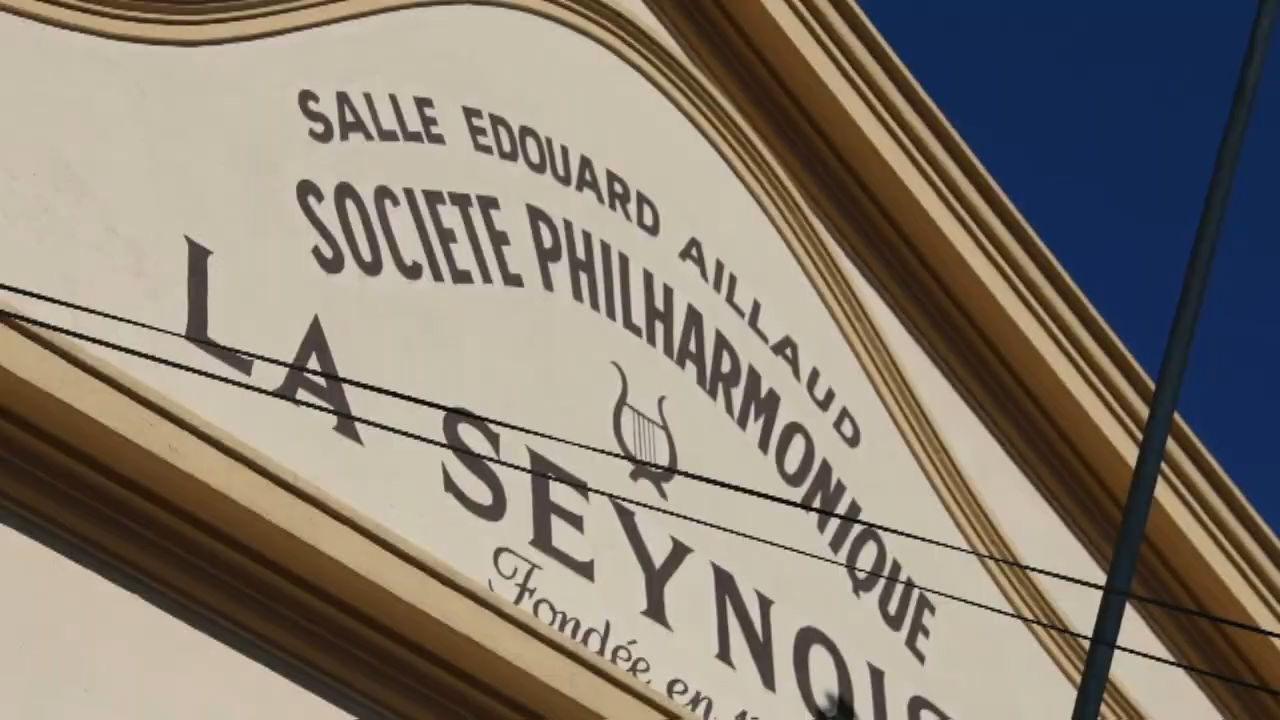 SALLE EDOUARD AILLAUD
SOCIETE PHILHARMONIQUE
LA SEYNOIS
Fondée en